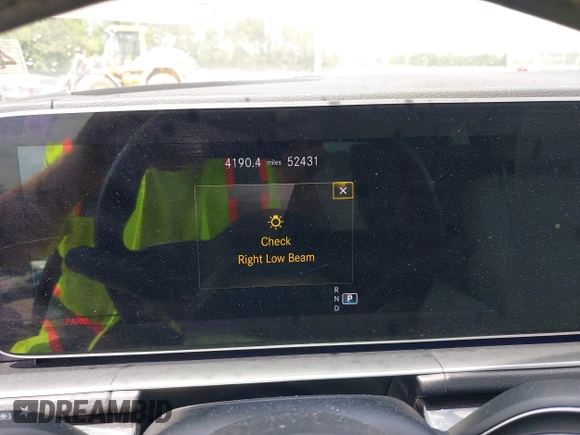 4190.4 miles 52431
X
Check
Right Low Beam
R
N P
D
PARK
DREAMBID